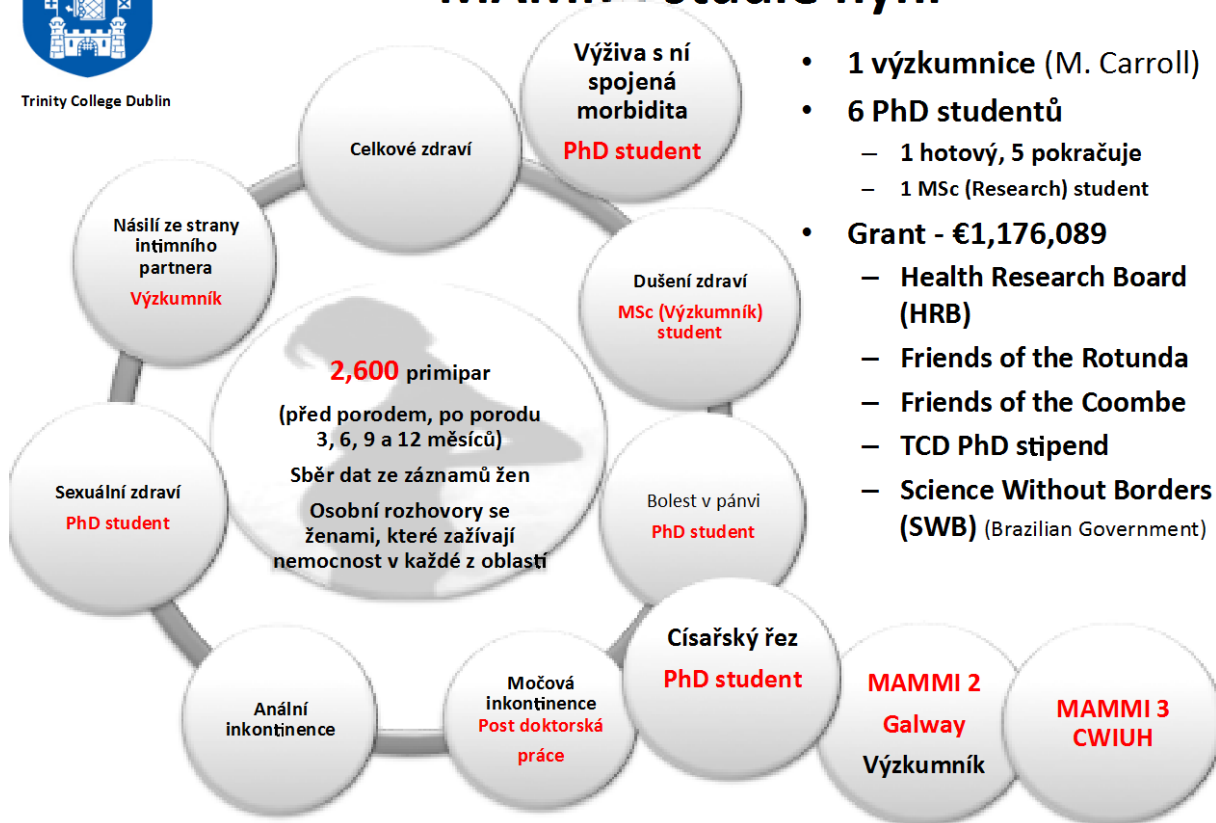 Trinity College Dublin
Výživa s ní
spojená
morbidita
PhD student
Celkové zdraví
Násilí ze strany
intimního
partnera
Výzkumník
Dušení zdraví
MSc (Výzkumník)
student
2,600 primipar
(před porodem, po porodu
3, 6, 9 a 12 měsíců)
Sběr dat ze záznamů žen
Osobní rozhovory se
ženami, které zažívají
nemocnost v každé z oblastí
Sexuální zdraví
PhD student
Bolest v pánvi
PhD student
Císařský řez
PhD student
Močová
inkontinence
Post doktorská
práce
Anální
inkontinence
MAMMI 2
Galway
Výzkumník
MAMMI 3
CWIUH
• 1 výzkumnice (M. Carroll)
• 6 PhD studentů
– 1 hotový, 5 pokračuje
– 1 MSc (Research) student
• Grant - €1,176,089
– Health Research Board
(HRB)
– Friends of the Rotunda
– Friends of the Coombe
– TCD PhD stipend
– Science Without Borders
(SWB) (Brazilian Government)